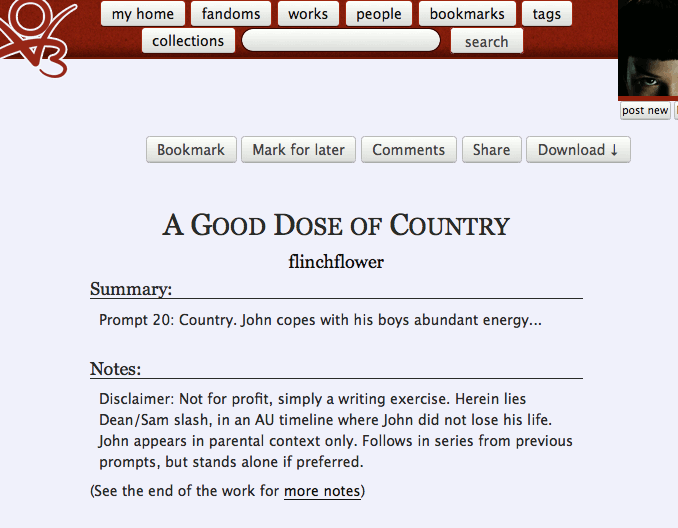 my home fandoms works people bookmarks tags
collections search
post new
Bookmark Mark for later Comments Share Download ↓
A Good Dose of Country
flinchflower
Summary:
Prompt 20: Country. John copes with his boys abundant energy...
Notes:
Disclaimer: Not for profit, simply a writing exercise. Herein lies
Dean/Sam slash, in an AU timeline where John did not lose his life.
John appears in parental context only. Follows in series from previous
prompts, but stands alone if preferred.
(See the end of the work for more notes)